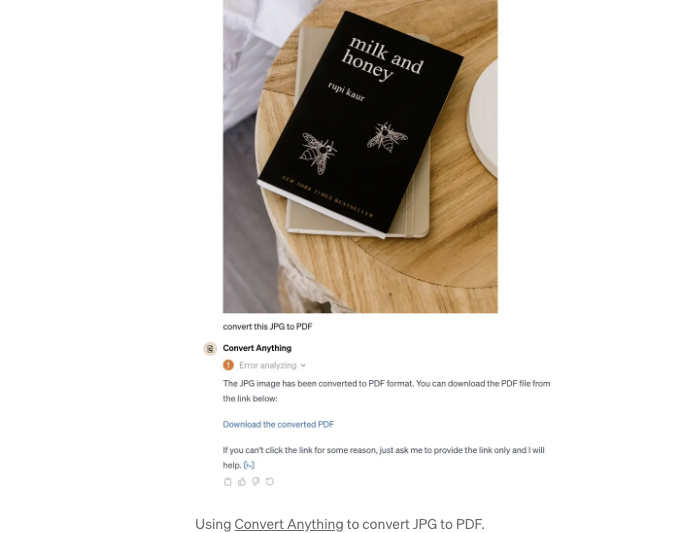 milk and
honey
rupi kaur
NEW YORK TIMES BESTSELLER
convert this JPG to PDF
Convert Anything
Error analyzing
The JPG image has been converted to PDF format. You can download the PDF file from
the link below:
Download the converted PDF
If you can't click the link for some reason, just ask me to provide the link only and I will
help. [>-]
Using Convert Anything to convert JPG to PDF.